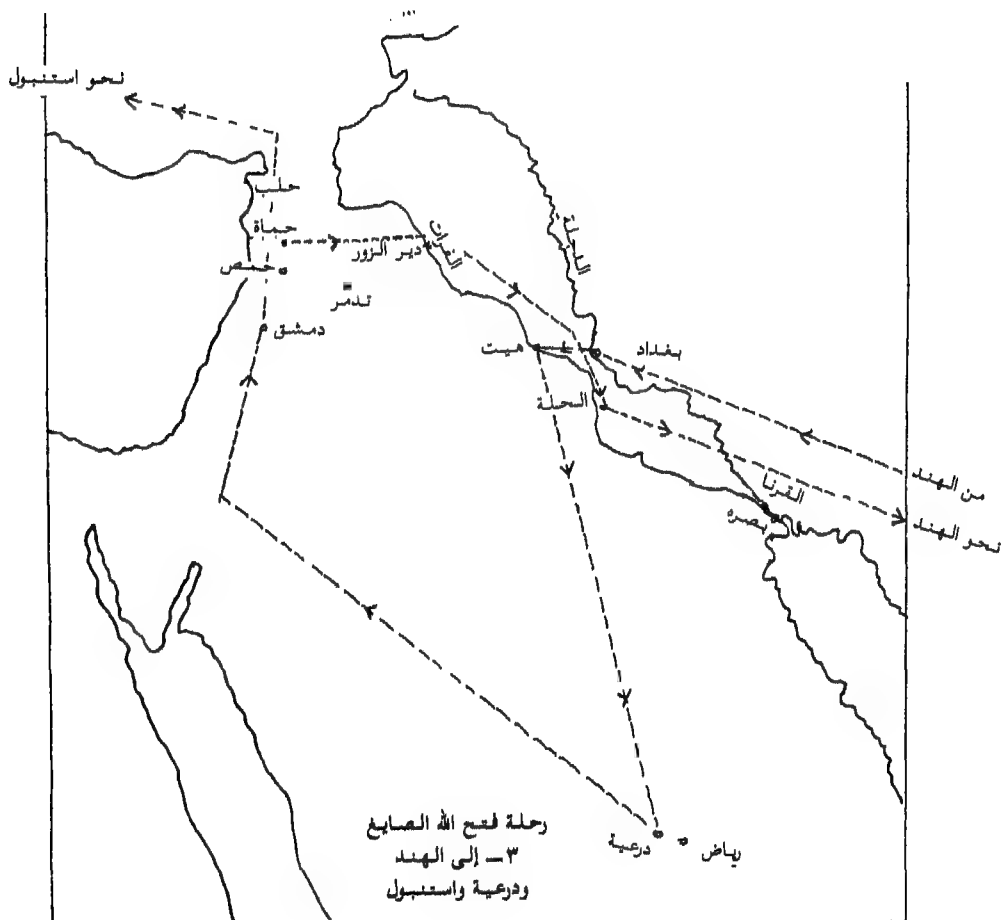 نحو استنبول
حلب
حماة
حمص
دير الزور
الفرات
الدجلة
تدمر
دمشق
هيت
بغداد
الحلة
من الهند
القرنا
بصره
نحو الهند
رياض
درعية
رحلة فتح الله الصايغ
٣ــ إلى الهند
ودرعية واستنبول